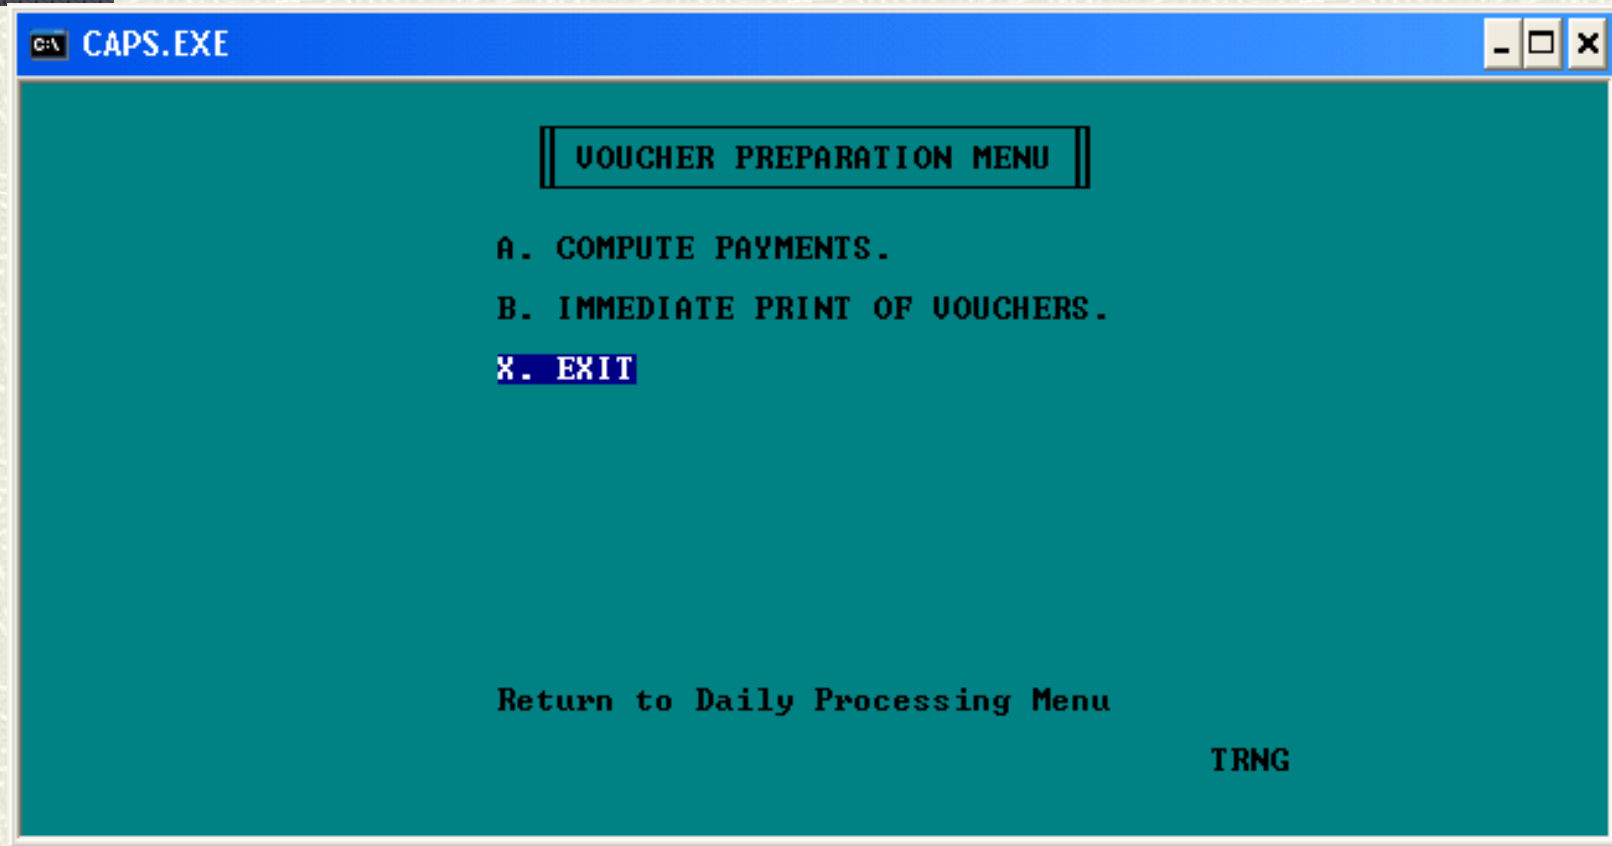 C:\ CAPS.EXE
VOUCHER PREPARATION MENU
A. COMPUTE PAYMENTS.
B. IMMEDIATE PRINT OF VOUCHERS.
X. EXIT
Return to Daily Processing Menu
TRNG